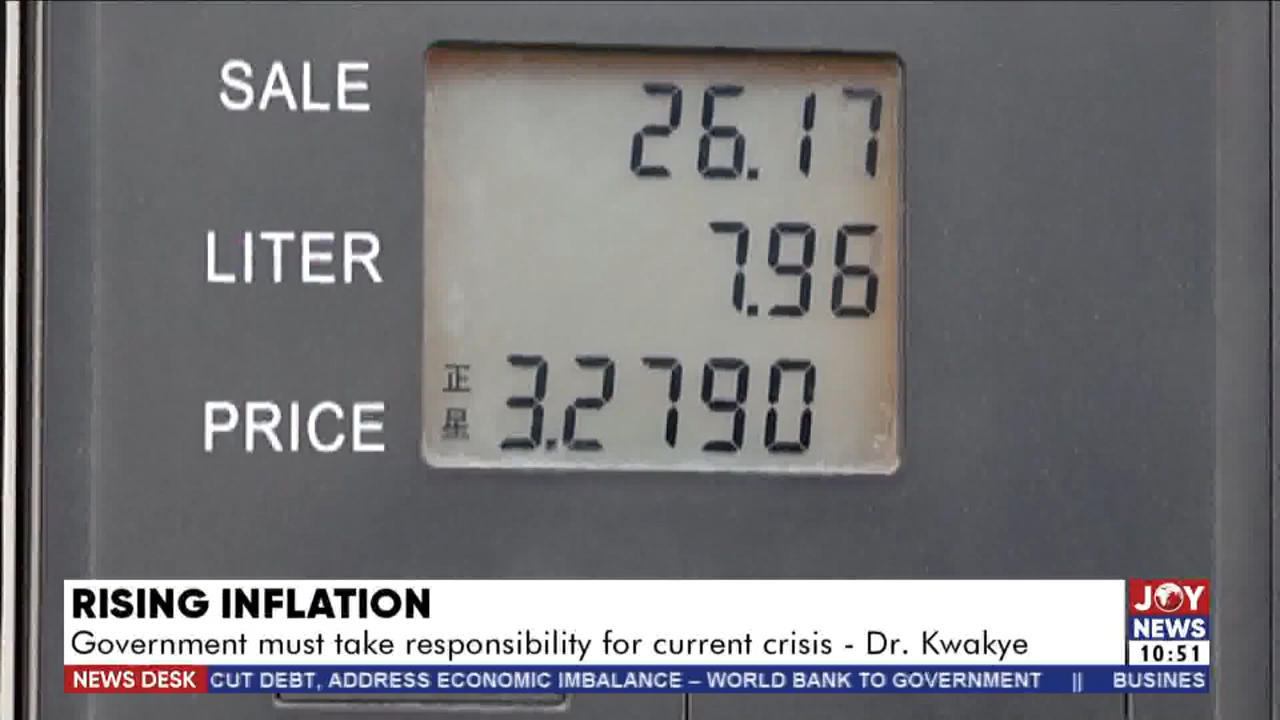 SALE 26.17
LITER 7.96
PRICE 正星 3.2790
RISING INFLATION
Government must take responsibility for current crisis - Dr. Kwakye
JOY
NEWS
10:51
NEWS DESK CUT DEBT, ADDRESS ECONOMIC IMBALANCE – WORLD BANK TO GOVERNMENT || BUSINES